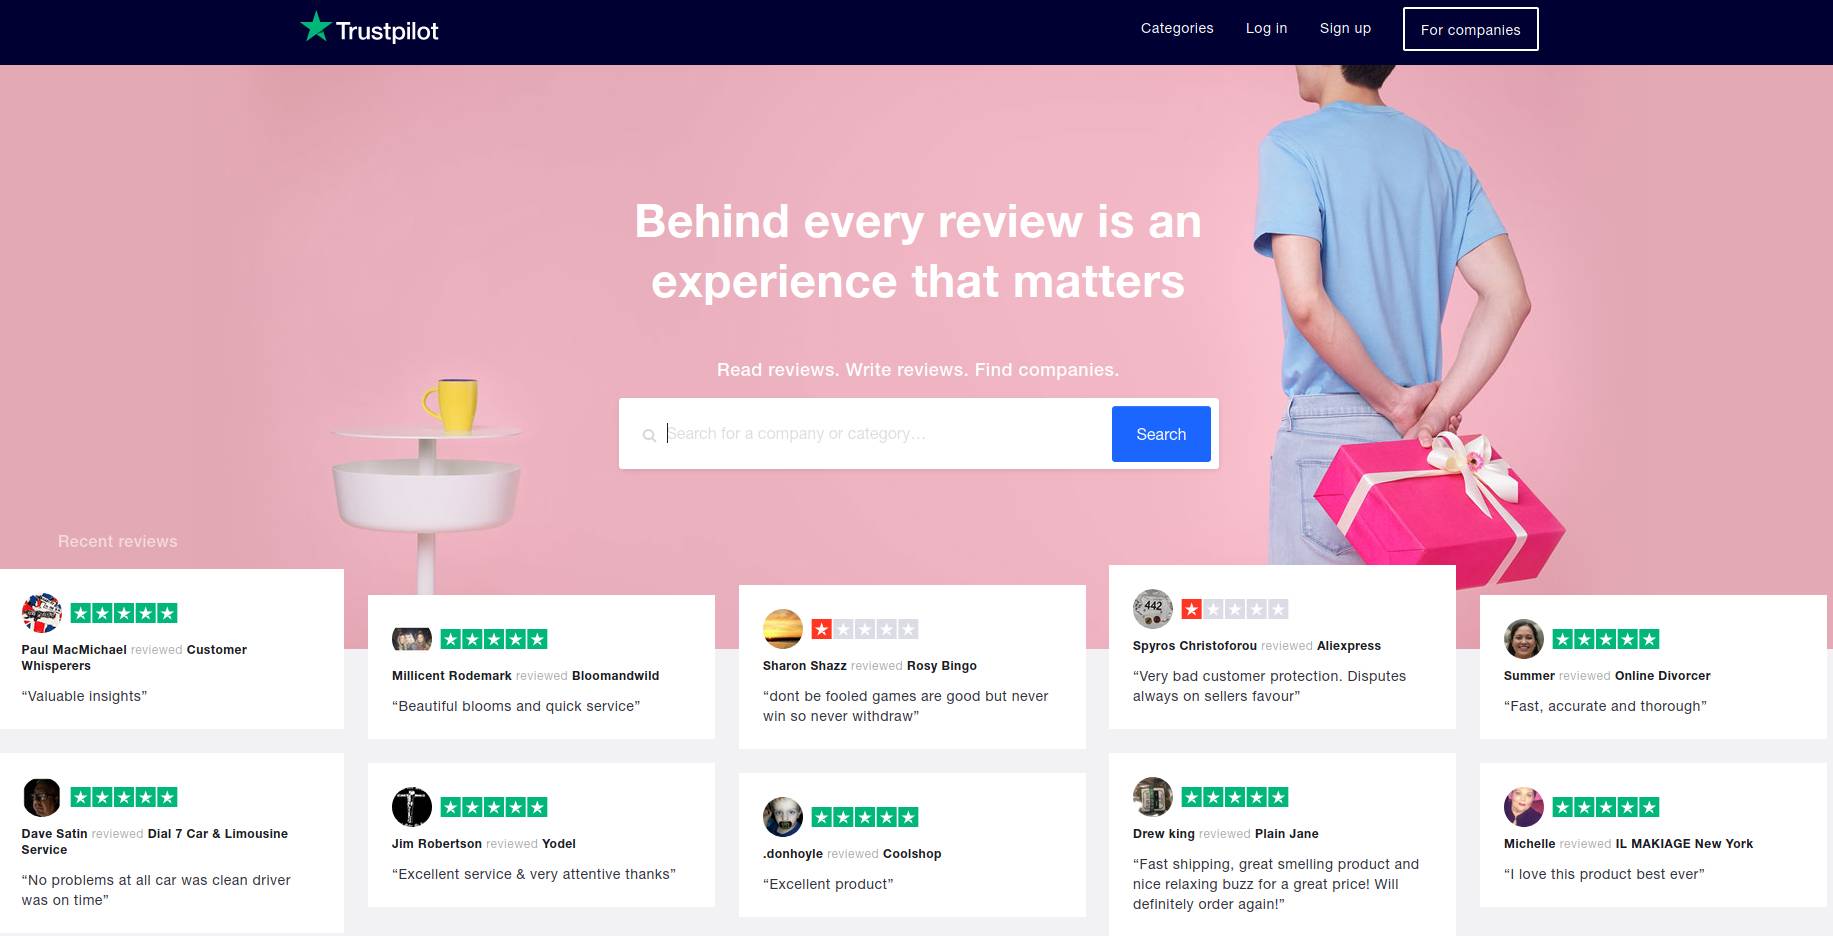 Trustpilot
Categories
Log in
Sign up
For companies
Behind every review is an
experience that matters
Read reviews. Write reviews. Find companies.
Search for a company or category...
Search
Recent reviews
Paul MacMichael reviewed Customer
Whisperers
“Valuable insights”
Millicent Rodemark reviewed Bloomandwild
“Beautiful blooms and quick service”
Sharon Shazz reviewed Rosy Bingo
“dont be fooled games are good but never
win so never withdraw”
442
Spyros Christoforou reviewed Aliexpress
“Very bad customer protection. Disputes
always on sellers favour”
Summer reviewed Online Divorcer
“Fast, accurate and thorough”
Dave Satin reviewed Dial 7 Car & Limousine
Service
“No problems at all car was clean driver
was on time”
Jim Robertson reviewed Yodel
“Excellent service & very attentive thanks”
.donhoyle reviewed Coolshop
“Excellent product”
Drew king reviewed Plain Jane
“Fast shipping, great smelling product and
nice relaxing buzz for a great price! Will
definitely order again!”
Michelle reviewed IL MAKIAGE New York
“I love this product best ever”